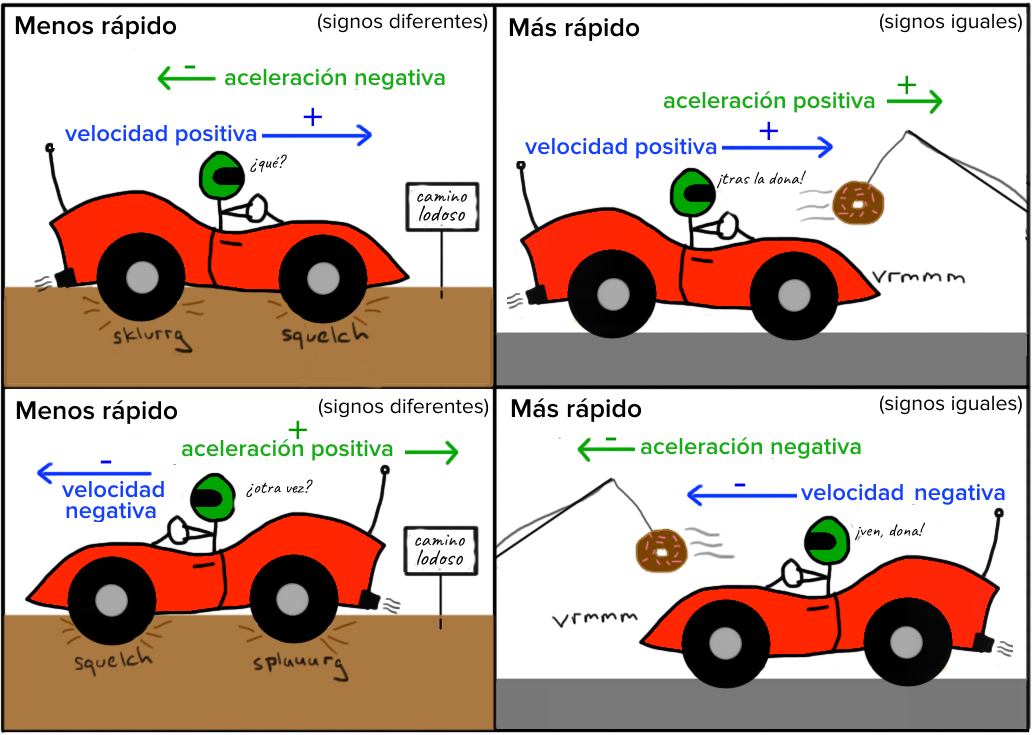 Menos rápido
(signos diferentes)
-
aceleración negativa
+
velocidad positiva
¿qué?
camino
lodoso
sklurrg
squelch
Más rápido
(signos iguales)
+
aceleración positiva
+
velocidad positiva
¡tras la dona!
vrmmm
Menos rápido
(signos diferentes)
+
aceleración positiva
-
velocidad
negativa
¿otra vez?
camino
lodoso
squelch
spluuurg
Más rápido
(signos iguales)
-
aceleración negativa
-
velocidad negativa
¡ven, dona!
vrmmm